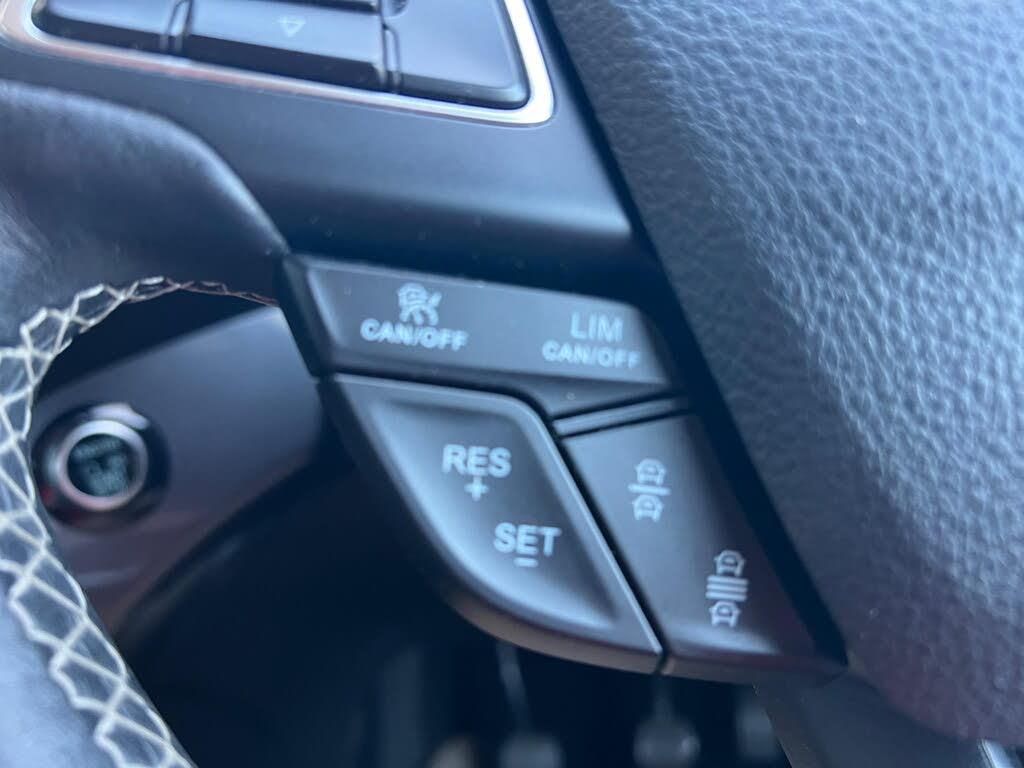 CAN/OFF
LIM
CAN/OFF
RES
+
SET
-